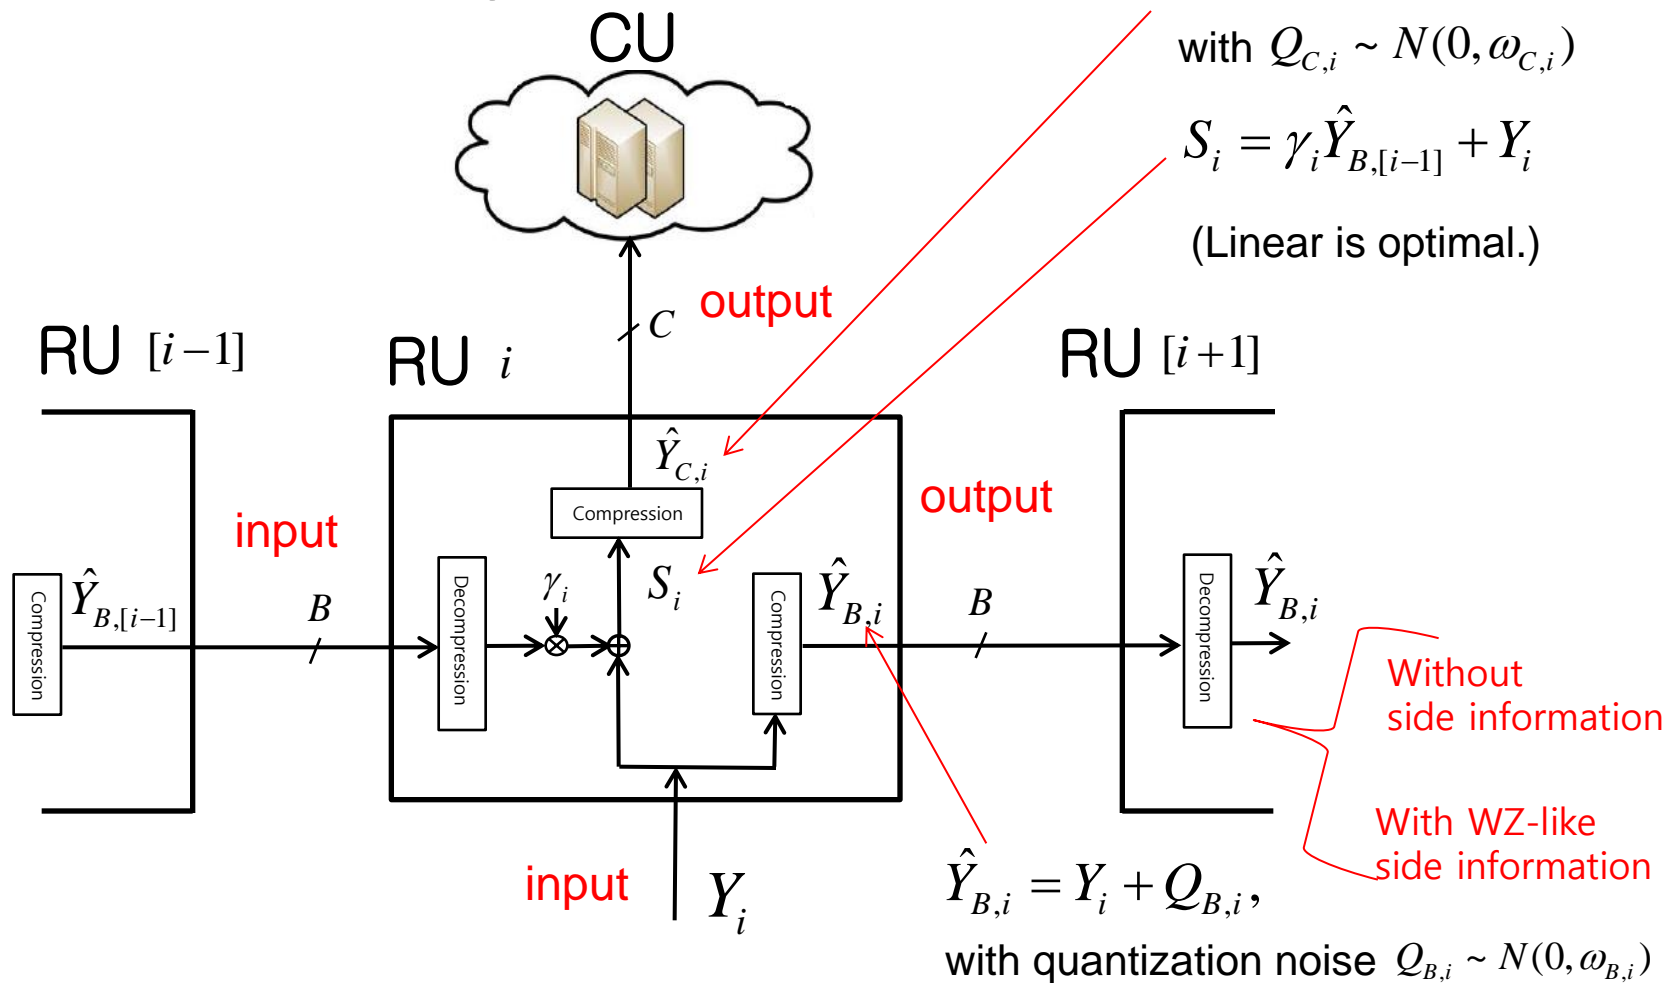 CU
with Q_{C,i} ~ N(0, ω_{C,i})
S_i = γ_i Ŷ_{B,[i−1]} + Y_i
(Linear is optimal.)
output
C
RU [i−1]
RU i
RU [i+1]
Ŷ_{C,i}
Compression
input
output
Compression
Ŷ_{B,[i−1]}
B
Decompression
γ_i
S_i
Compression
Ŷ_{B,i}
B
Decompression
Ŷ_{B,i}
Without
side information
With WZ-like
side information
input
Y_i
Ŷ_{B,i} = Y_i + Q_{B,i},
with quantization noise Q_{B,i} ~ N(0, ω_{B,i})